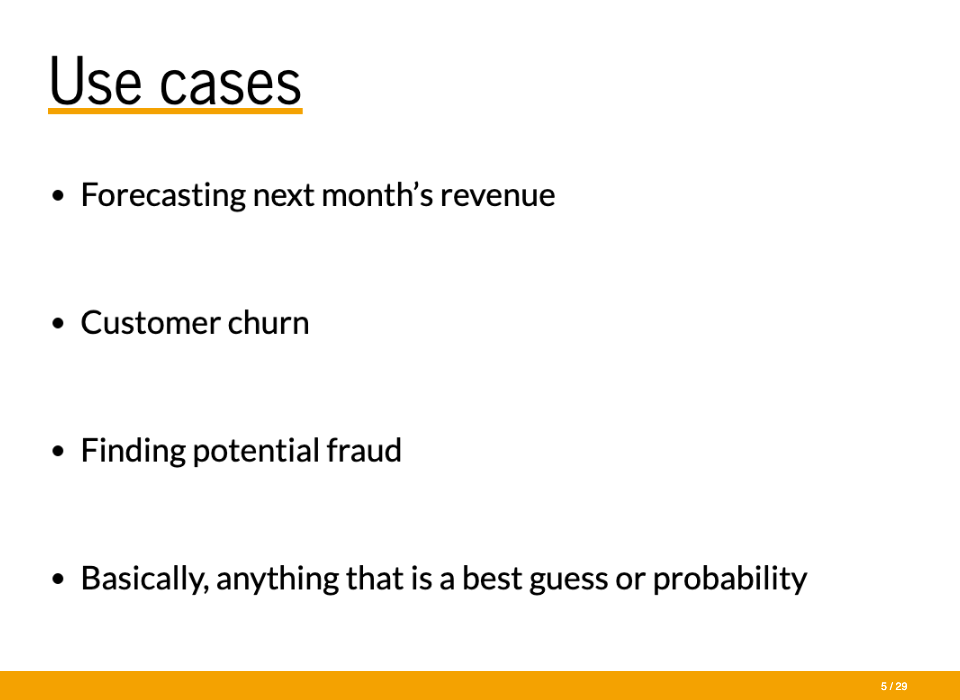 Use cases
• Forecasting next month’s revenue
• Customer churn
• Finding potential fraud
• Basically, anything that is a best guess or probability
5 / 29